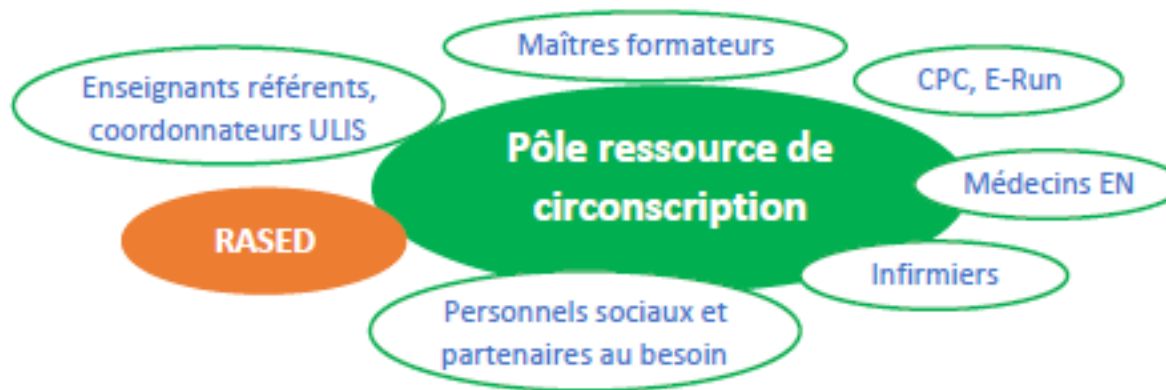 Maîtres formateurs
Enseignants référents,
coordonnateurs ULIS
CPC, E-Run
Pôle ressource de
circonscription
Médecins EN
RASED
Infirmiers
Personnels sociaux et
partenaires au besoin